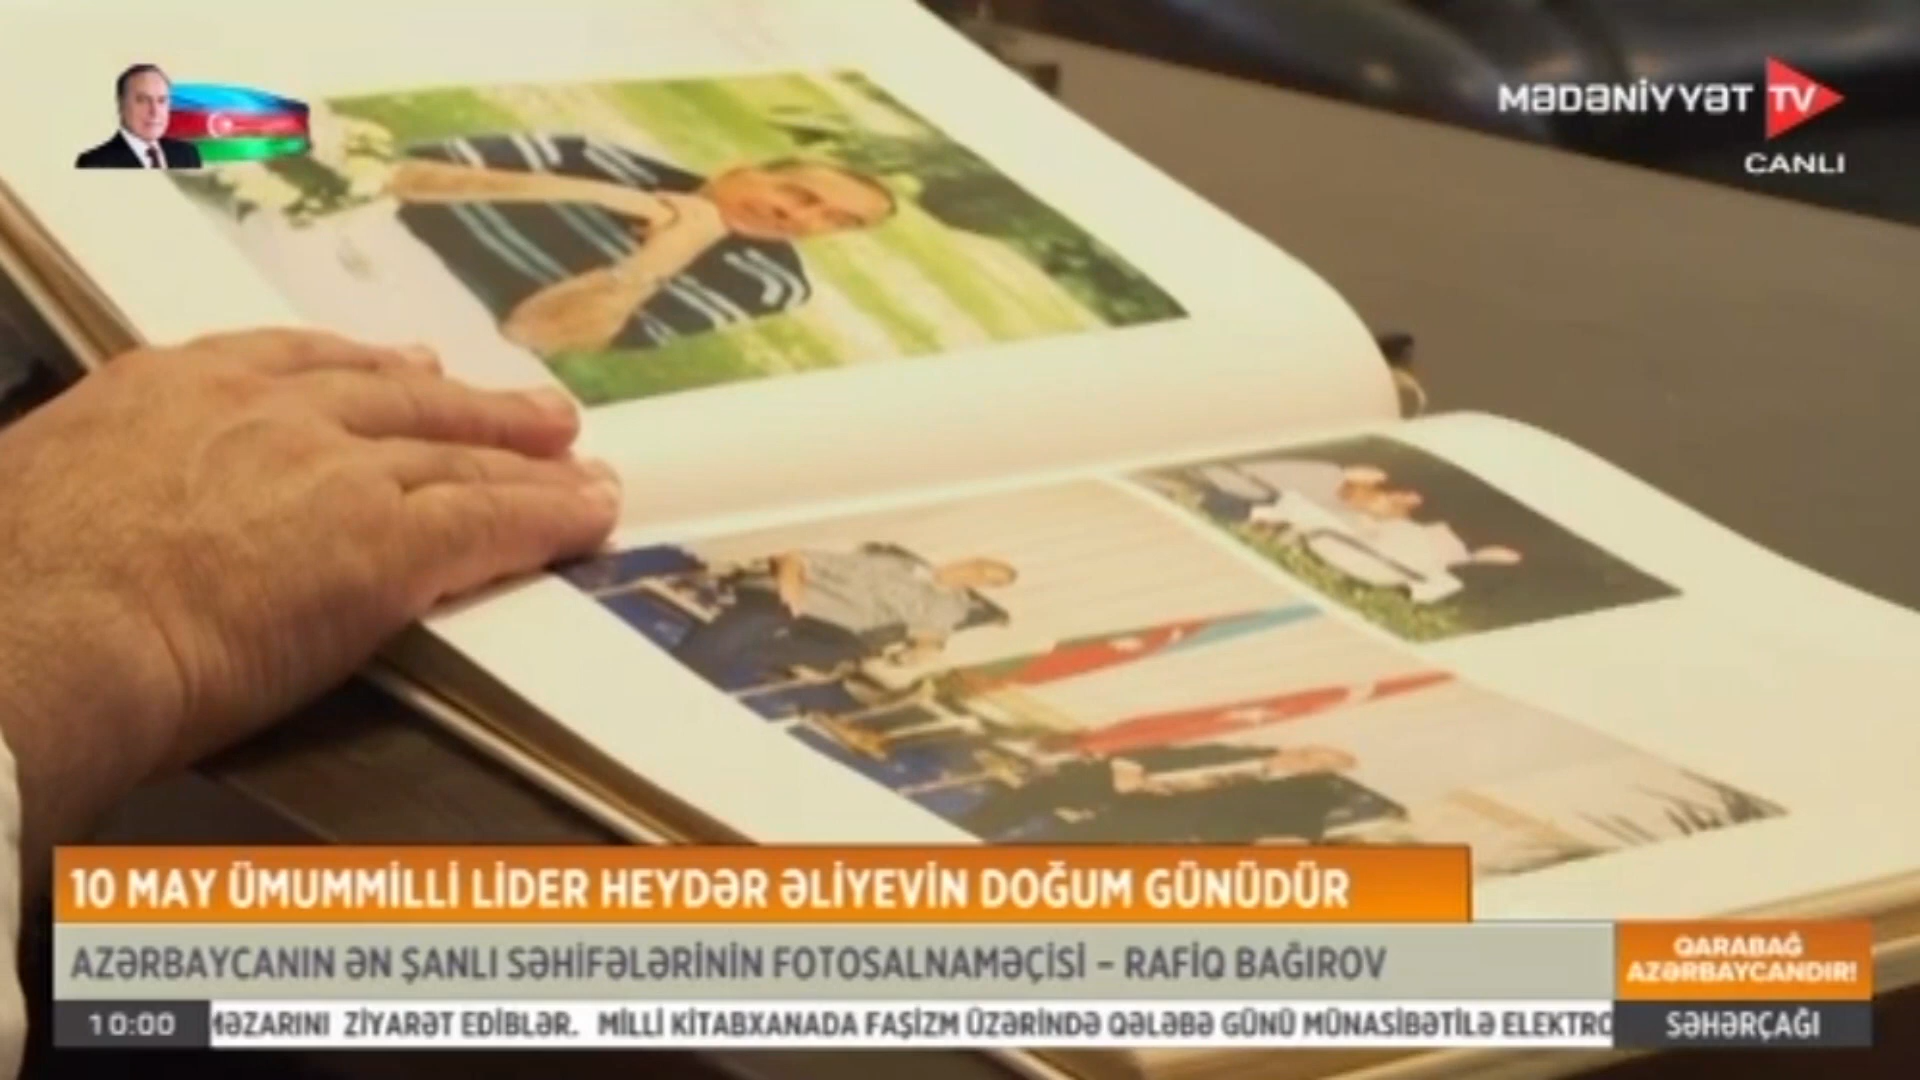 MƏDƏNİYYƏT TV
CANLI
10 MAY ÜMUMMİLLİ LİDER HEYDƏR ƏLİYEVİN DOĞUM GÜNÜDÜR
AZƏRBAYCANIN ƏN ŞANLI SƏHİFƏLƏRİNİN FOTOSALNAMƏÇİSİ – RAFİQ BAĞIROV
QARABAĞ
AZƏRBAYCANDIR!
10:00
MƏZARINI ZİYARƏT EDİBLƏR. MİLLİ KİTABXANADA FAŞİZM ÜZƏRİNDƏ QƏLƏBƏ GÜNÜ MÜNASİBƏTİLƏ ELEKTRO
SƏHƏRÇAĞI